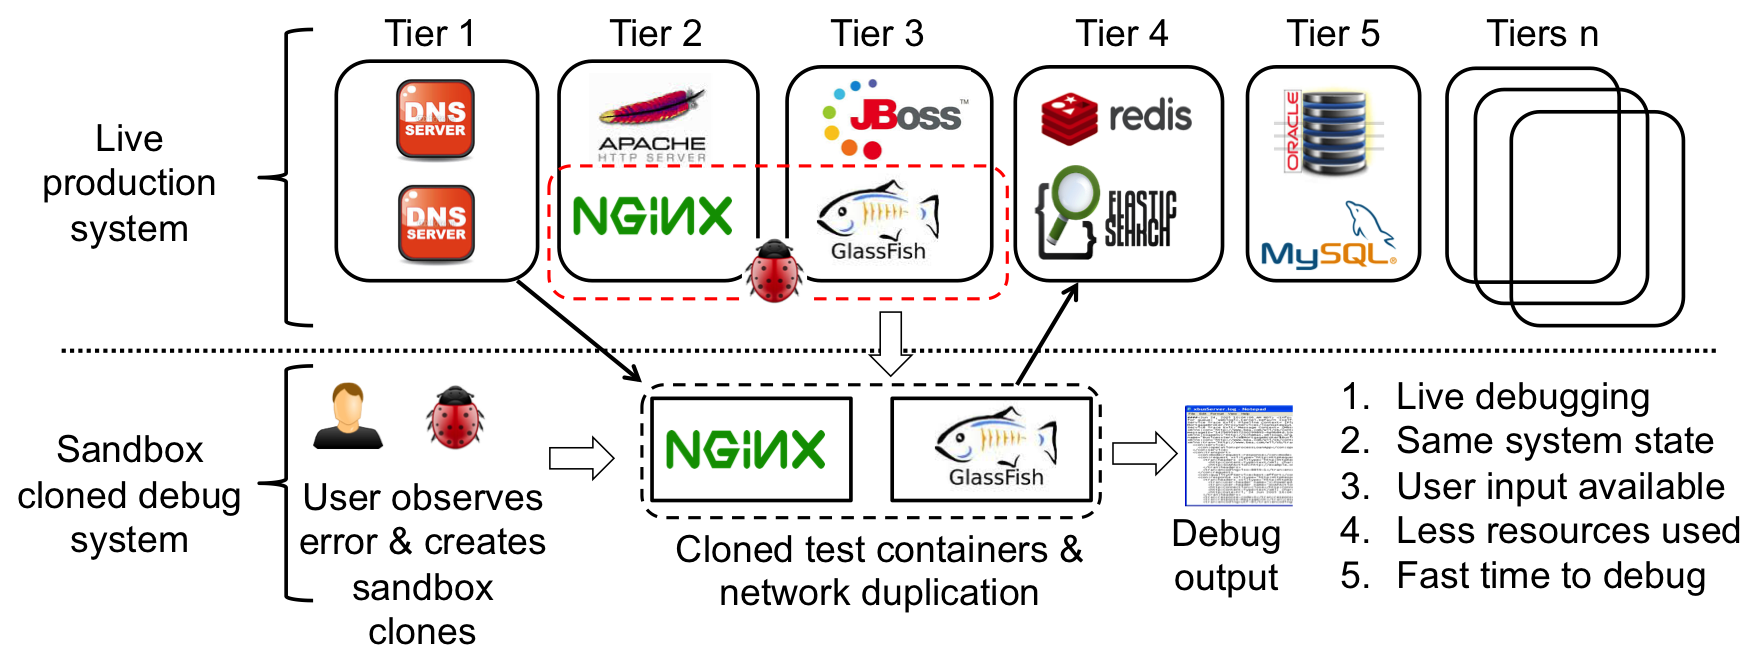 Tier 1
Tier 2
Tier 3
Tier 4
Tier 5
Tiers n
Live
production
system
DNS
SERVER
DNS
SERVER
APACHE
HTTP SERVER
NGiNX
JBoss™
GlassFish
redis
ELASTIC
SEARCH
ORACLE
MySQL®
Sandbox
cloned debug
system
User observes
error & creates
sandbox
clones
NGiNX
GlassFish
Cloned test containers &
network duplication
Debug
output
1. Live debugging
2. Same system state
3. User input available
4. Less resources used
5. Fast time to debug